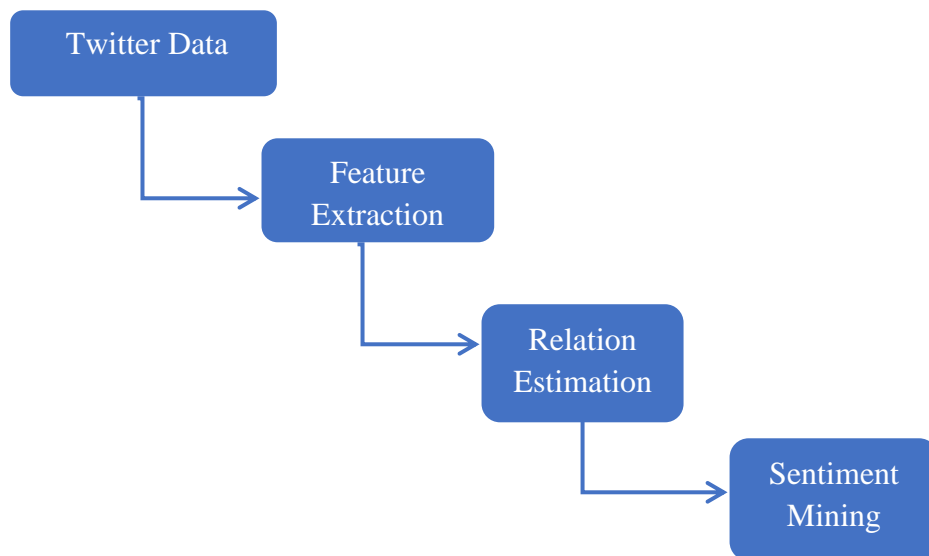 Twitter Data
Feature
Extraction
Relation
Estimation
Sentiment
Mining